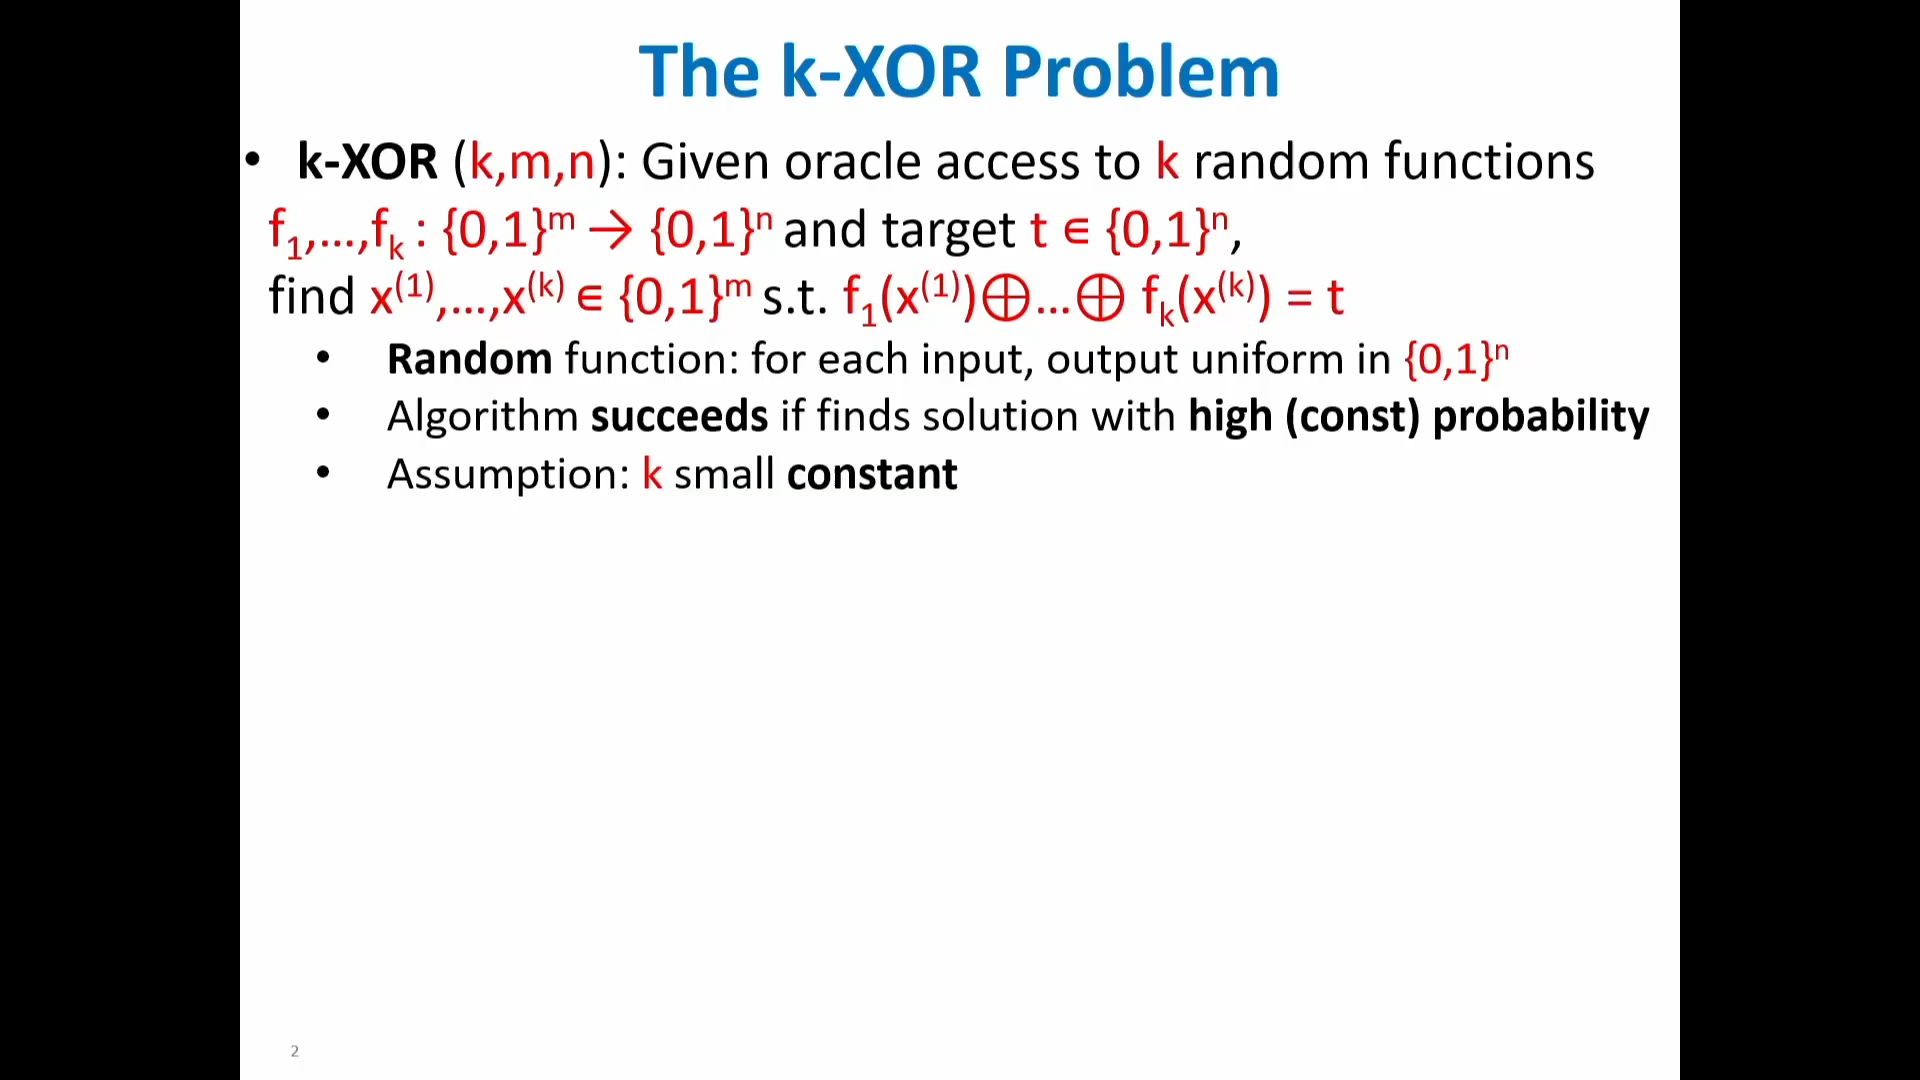 The k-XOR Problem
• k-XOR (k,m,n): Given oracle access to k random functions
f₁,…,fₖ : {0,1}ᵐ → {0,1}ⁿ and target t ∈ {0,1}ⁿ,
find x⁽¹⁾,…,x⁽ᵏ⁾ ∈ {0,1}ᵐ s.t. f₁(x⁽¹⁾)⊕…⊕ fₖ(x⁽ᵏ⁾) = t
• Random function: for each input, output uniform in {0,1}ⁿ
• Algorithm succeeds if finds solution with high (const) probability
• Assumption: k small constant
2